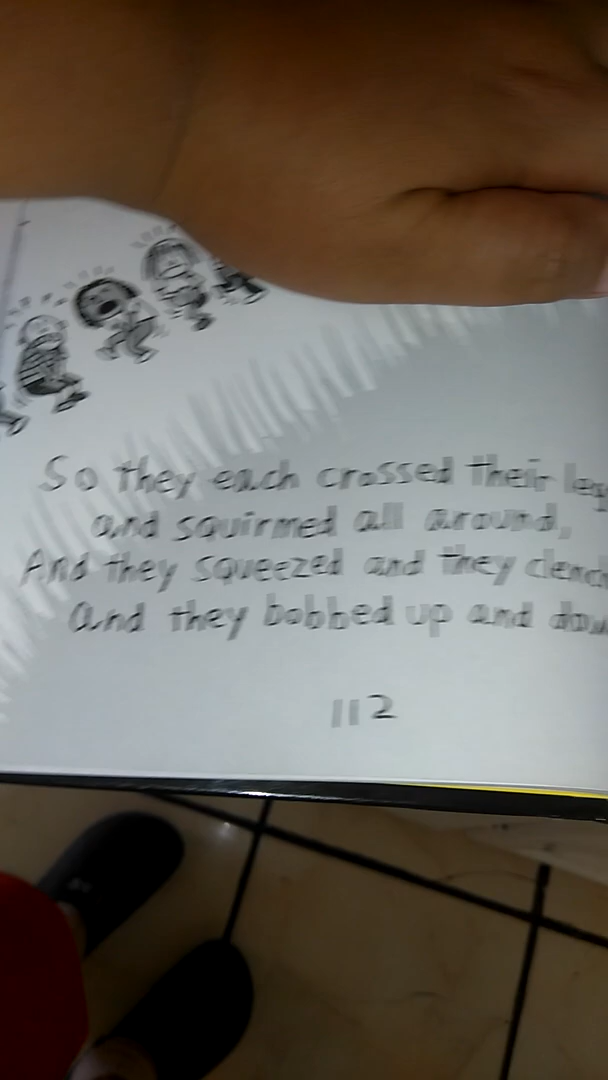 So they each crossed their
and squirmed all around,
And they squeezed and they
and they bobbed up and
112